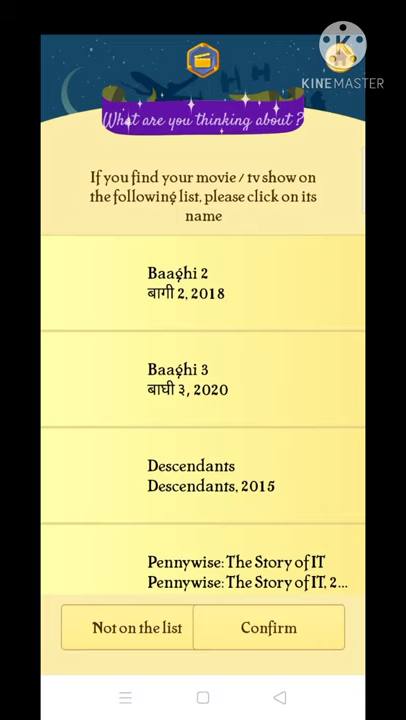 K
KINEMASTER
What are you thinking about ?
If you find your movie / tv show on
the following list, please click on its
name
Baaghi 2
बागी 2, 2018
Baaghi 3
बाघी ३, 2020
Descendants
Descendants, 2015
Pennywise: The Story of IT
Pennywise: The Story of IT, 2...
Not on the list
Confirm